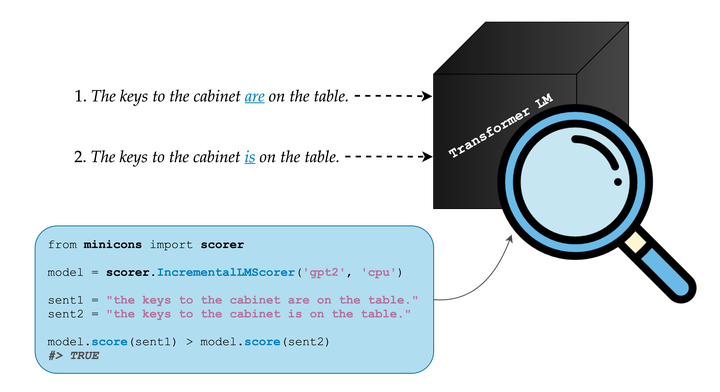 1. The keys to the cabinet are on the table.
Transformer LM
2. The keys to the cabinet is on the table.
from minicons import scorer
model = scorer.IncrementalLMScorer('gpt2', 'cpu')
sent1 = "the keys to the cabinet are on the table."
sent2 = "the keys to the cabinet is on the table."
model.score(sent1) > model.score(sent2)
#> TRUE